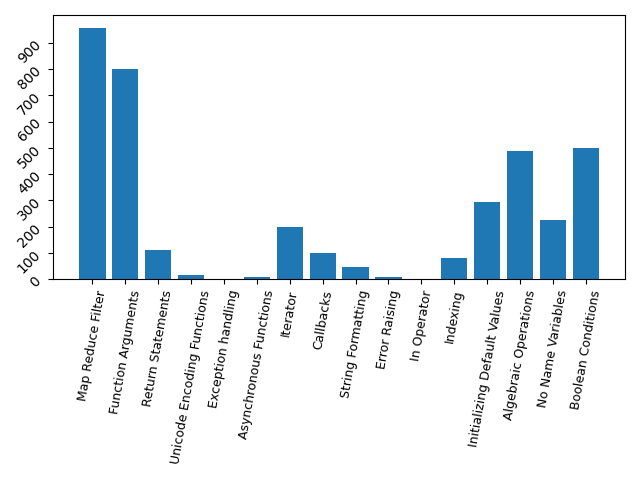 900
800
700
600
500
400
300
200
100
0
Map Reduce Filter
Function Arguments
Return Statements
Unicode Encoding Functions
Exception handling
Asynchronous Functions
Iterator
Callbacks
String Formatting
Error Raising
In Operator
Indexing
Initializing Default Values
Algebraic Operations
No Name Variables
Boolean Conditions